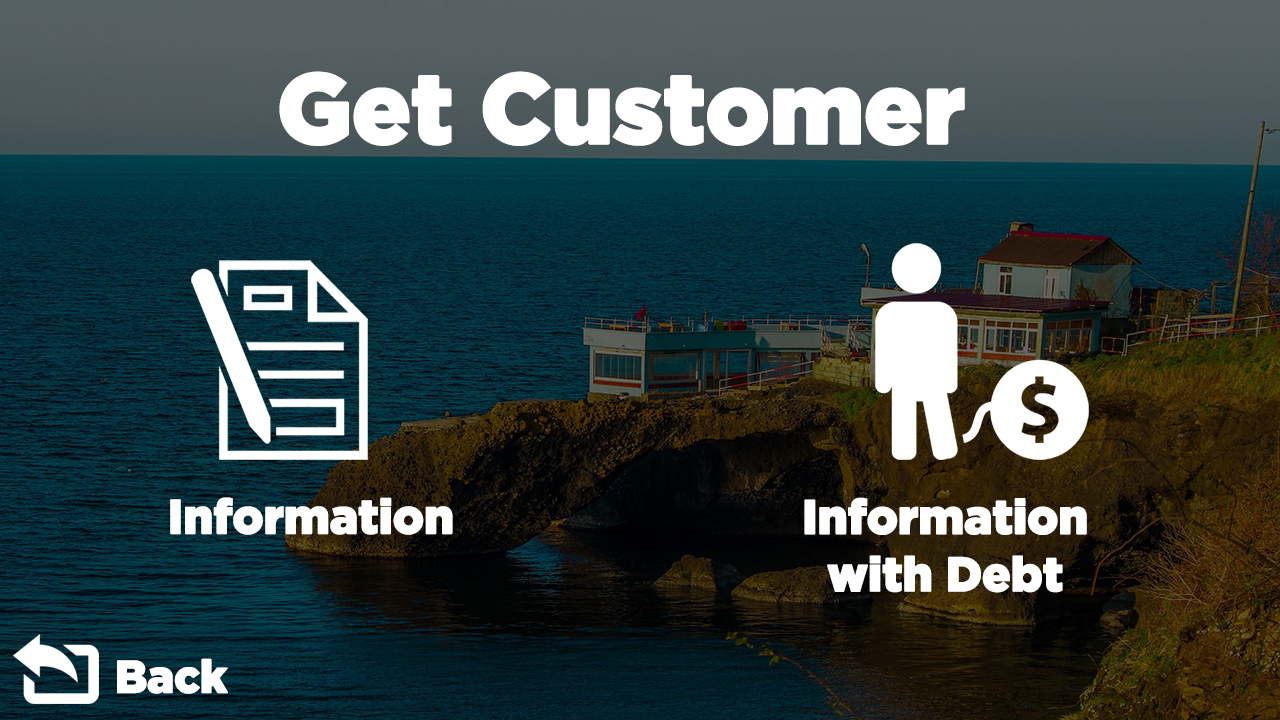 Get Customer
Information
Information
with Debt
$
Back